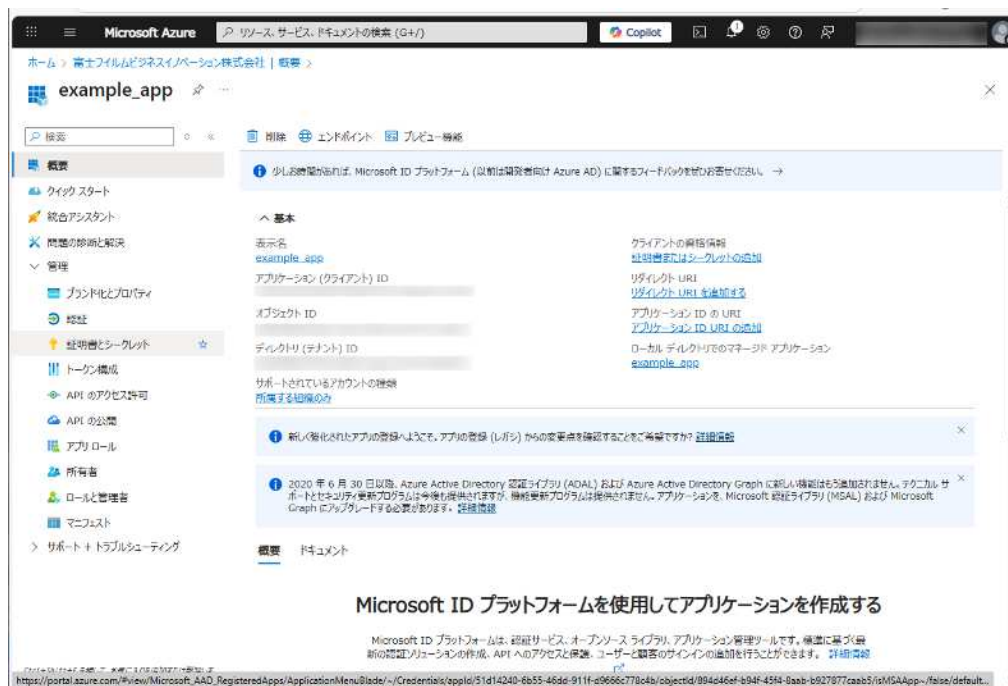 Microsoft Azure
リソース、サービス、ドキュメントの検索 (G+/)
Copilot
1
ホーム > 富士フイルムビジネスイノベーション株式会社 | 概要 >
example_app
検索
削除
エンドポイント
プレビュー機能
概要
クイック スタート
統合アシスタント
問題の診断と解決
管理
ブランド化とプロパティ
認証
証明書とシークレット
トークン構成
API のアクセス許可
API の公開
アプリ ロール
所有者
ロールと管理者
マニフェスト
サポート + トラブルシューティング
少しお時間があれば、Microsoft ID プラットフォーム (以前は開発者向け Azure AD) に関するフィードバックをぜひお寄せください。 →
基本
表示名
example_app
アプリケーション (クライアント) ID
オブジェクト ID
ディレクトリ (テナント) ID
サポートされているアカウントの種類
所属する組織のみ
クライアントの資格情報
証明書またはシークレットの追加
リダイレクト URI
リダイレクト URI を追加する
アプリケーション ID の URI
アプリケーション ID URI の追加
ローカル ディレクトリでのマネージド アプリケーション
example_app
新しく強化されたアプリの登録へようこそ。アプリの登録 (レガシ) からの変更点を確認することをご希望ですか? 詳細情報
2020 年 6 月 30 日以降、Azure Active Directory 認証ライブラリ (ADAL) および Azure Active Directory Graph に新しい機能はもう追加されません。テクニカル サ
ポートとセキュリティ更新プログラムは今後も提供されますが、機能更新プログラムは提供されません。アプリケーションを、Microsoft 認証ライブラリ (MSAL) および Microsoft
Graph にアップグレードする必要があります。 詳細情報
概要
ドキュメント
Microsoft ID プラットフォームを使用してアプリケーションを作成する
Microsoft ID プラットフォームは、認証サービス、オープンソース ライブラリ、アプリケーション管理ツールです。標準に基づく最
新の認証ソリューションの作成、API へのアクセスと保護、ユーザーと顧客のサインインの追加を行うことができます。 詳細情報
https://portal.azure.com/#view/Microsoft_AAD_RegisteredApps/ApplicationMenuBlade/~/Credentials/appId/51d14240-6b55-46dd-911f-d9666c778c4b/objectId/894d46ef-b94f-45f4-8aab-b927877caab5/isMSAApp~/false/default...